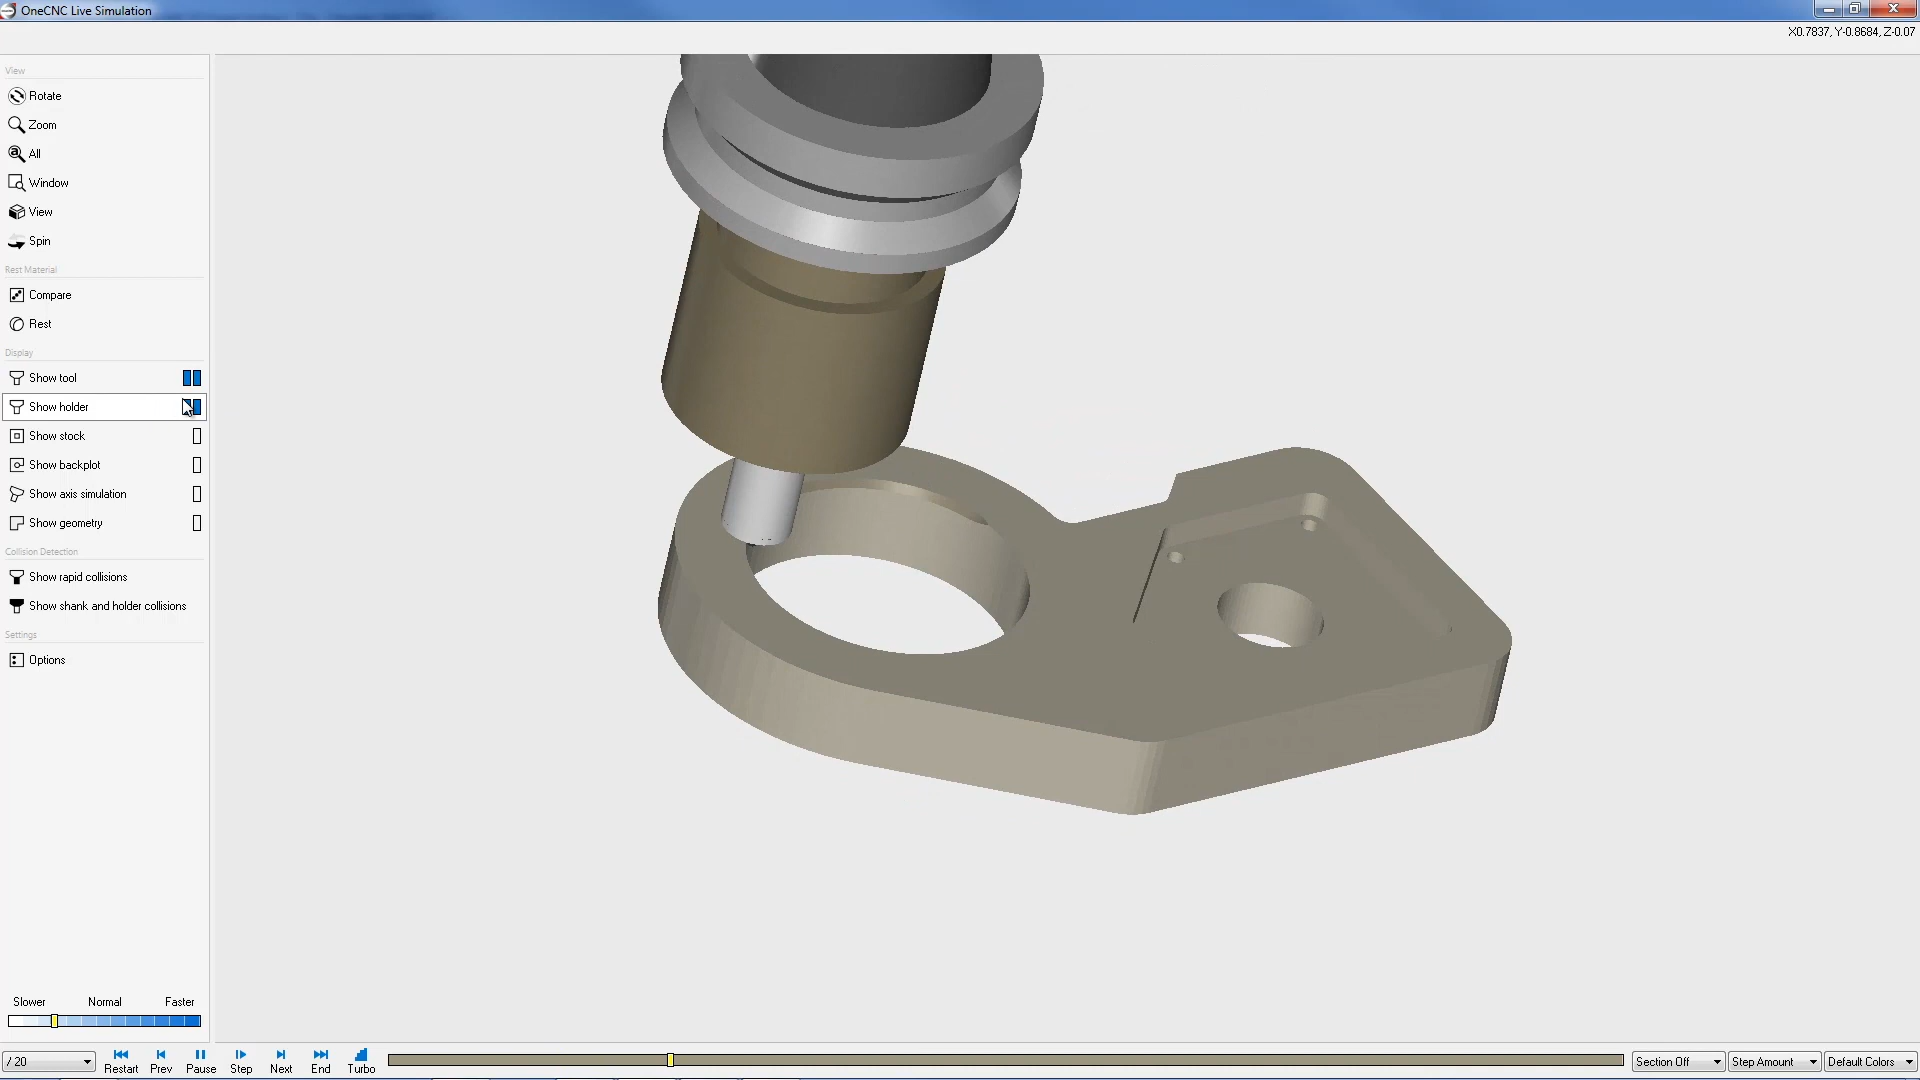 OneCNC Live Simulation
X0.7837, Y-0.8684, Z-0.07
View
Rotate
Zoom
All
Window
View
Spin
Rest Material
Compare
Rest
Display
Show tool
Show holder
Show stock
Show backplot
Show axis simulation
Show geometry
Collision Detection
Show rapid collisions
Show shank and holder collisions
Settings
Options
Slower Normal Faster
/ 20
Restart Prev Pause Step Next End Turbo
Section Off Step Amount Default Colors